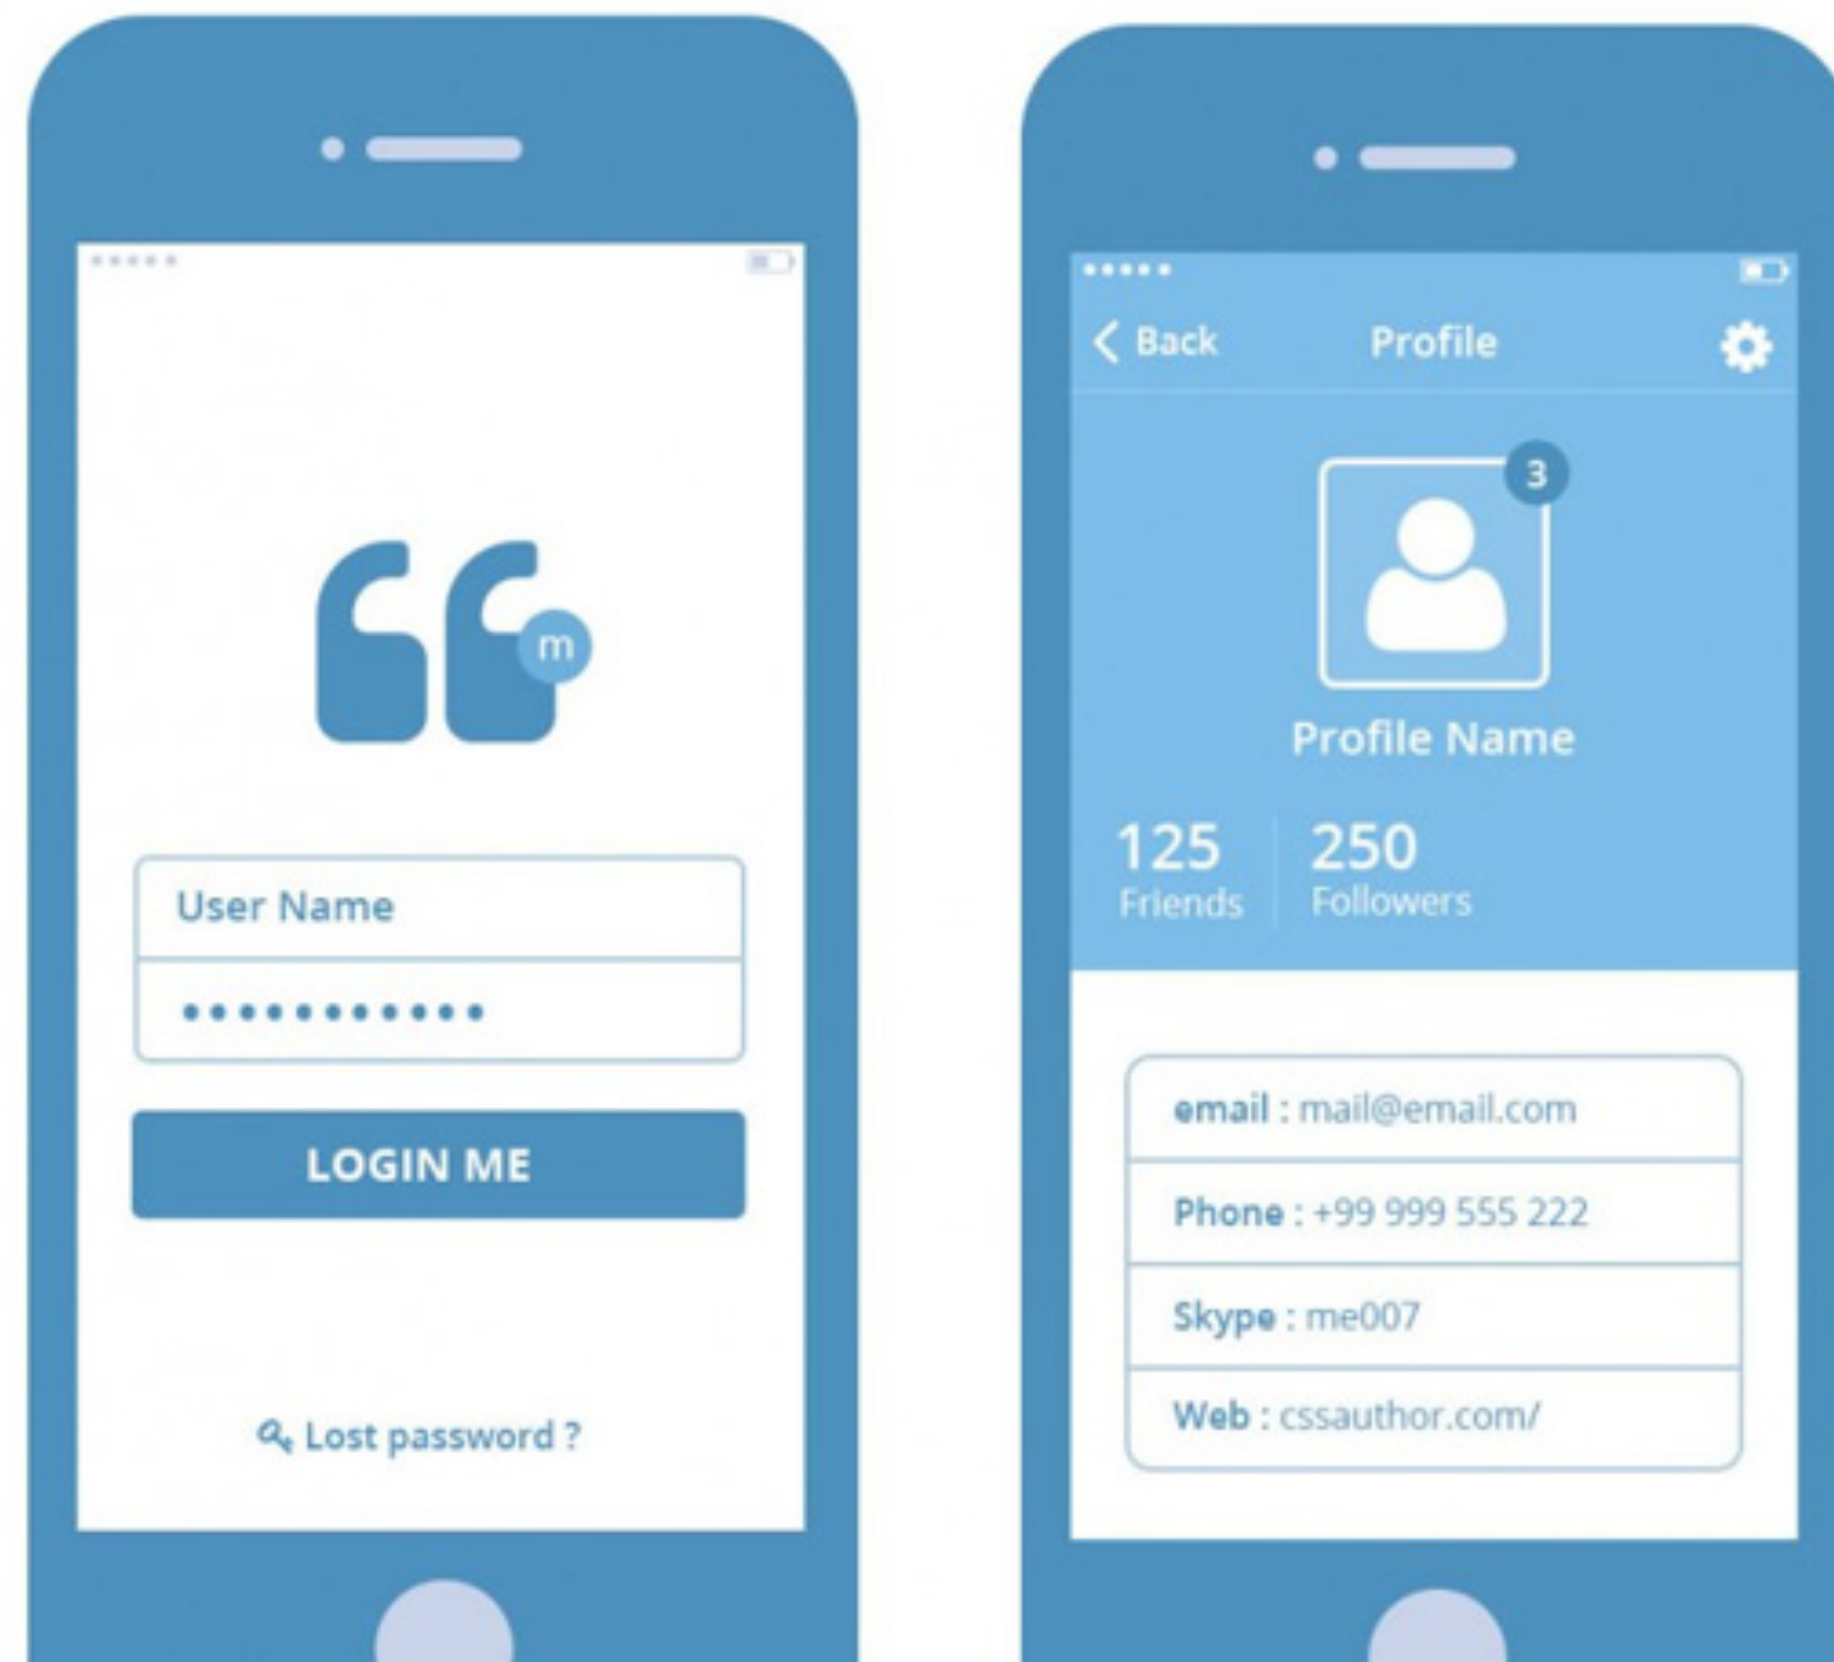 m
User Name
LOGIN ME
Lost password ?
Back Profile
3
Profile Name
125 250
Friends Followers
email : mail@email.com
Phone : +99 999 555 222
Skype : me007
Web : cssauthor.com/